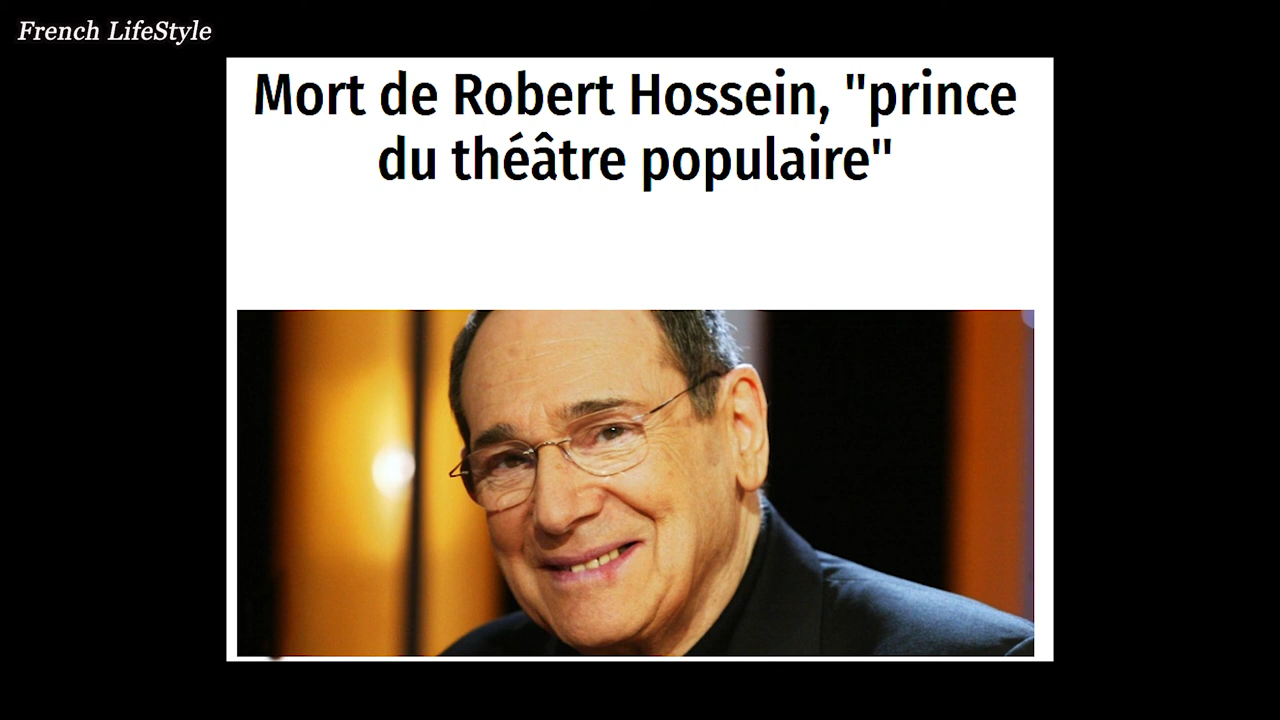 French LifeStyle
Mort de Robert Hossein, "prince
du théâtre populaire"